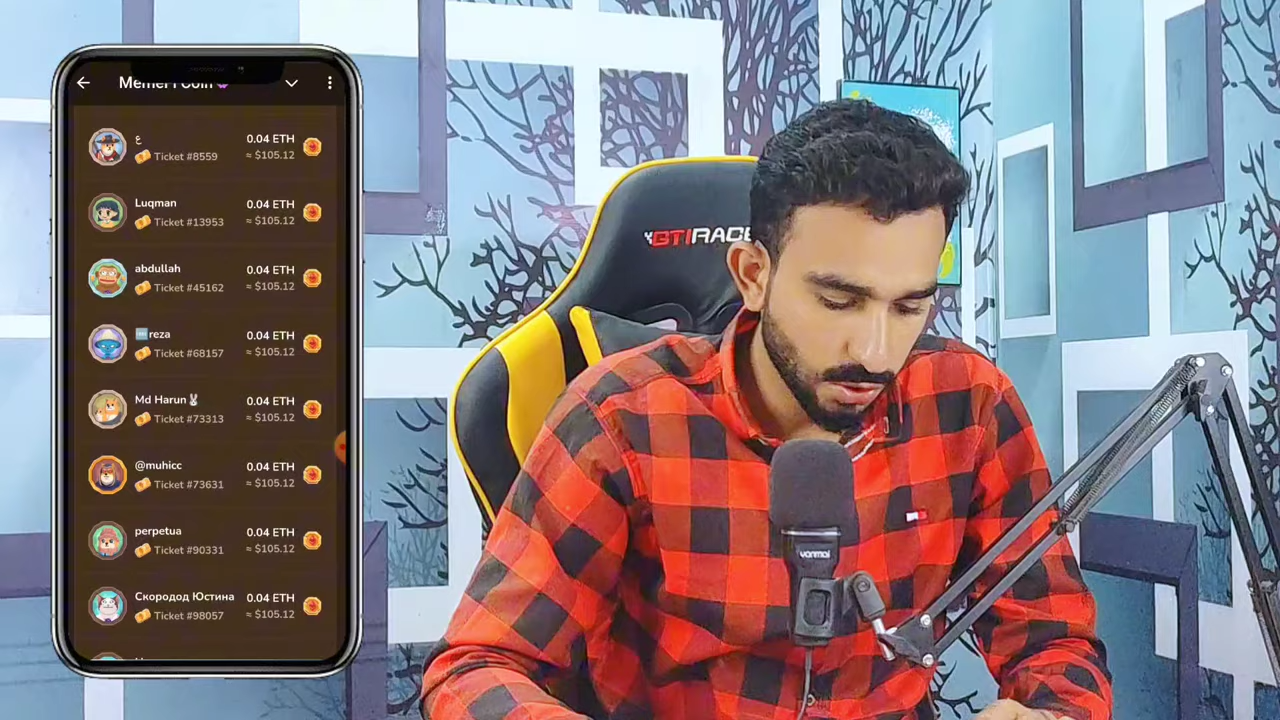 MemeFi Coin
ع
0.04 ETH
Ticket #8559
≈ $105.12
Luqman
0.04 ETH
Ticket #13953
≈ $105.12
abdullah
0.04 ETH
Ticket #45162
≈ $105.12
reza
0.04 ETH
Ticket #68157
≈ $105.12
Md Harun
0.04 ETH
Ticket #73313
≈ $105.12
@muhicc
0.04 ETH
Ticket #73631
≈ $105.12
perpetua
0.04 ETH
Ticket #90331
≈ $105.12
Скородод Юстина
0.04 ETH
Ticket #98057
≈ $105.12
GTRACE
vanmai